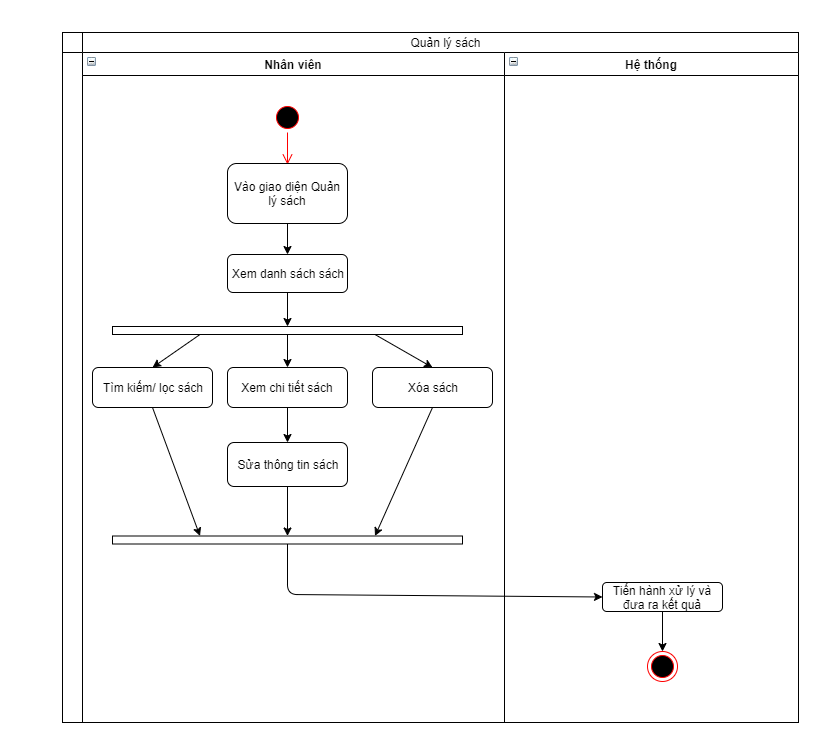 Quản lý sách
Nhân viên
Hệ thống
Vào giao diện Quản
lý sách
Xem danh sách sách
Tìm kiếm/ lọc sách
Xem chi tiết sách
Xóa sách
Sửa thông tin sách
Tiến hành xử lý và
đưa ra kết quả